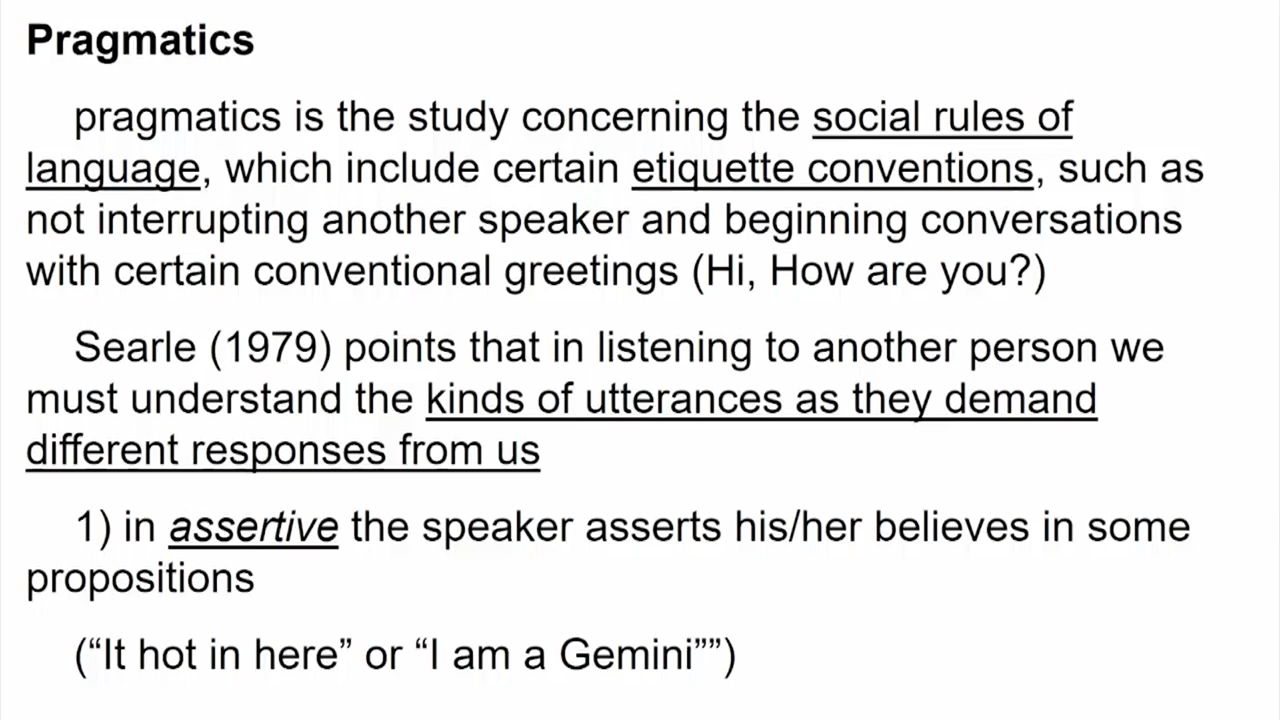 Pragmatics
pragmatics is the study concerning the social rules of
language, which include certain etiquette conventions, such as
not interrupting another speaker and beginning conversations
with certain conventional greetings (Hi, How are you?)
Searle (1979) points that in listening to another person we
must understand the kinds of utterances as they demand
different responses from us
1) in assertive the speaker asserts his/her believes in some
propositions
(“It hot in here” or “I am a Gemini””)